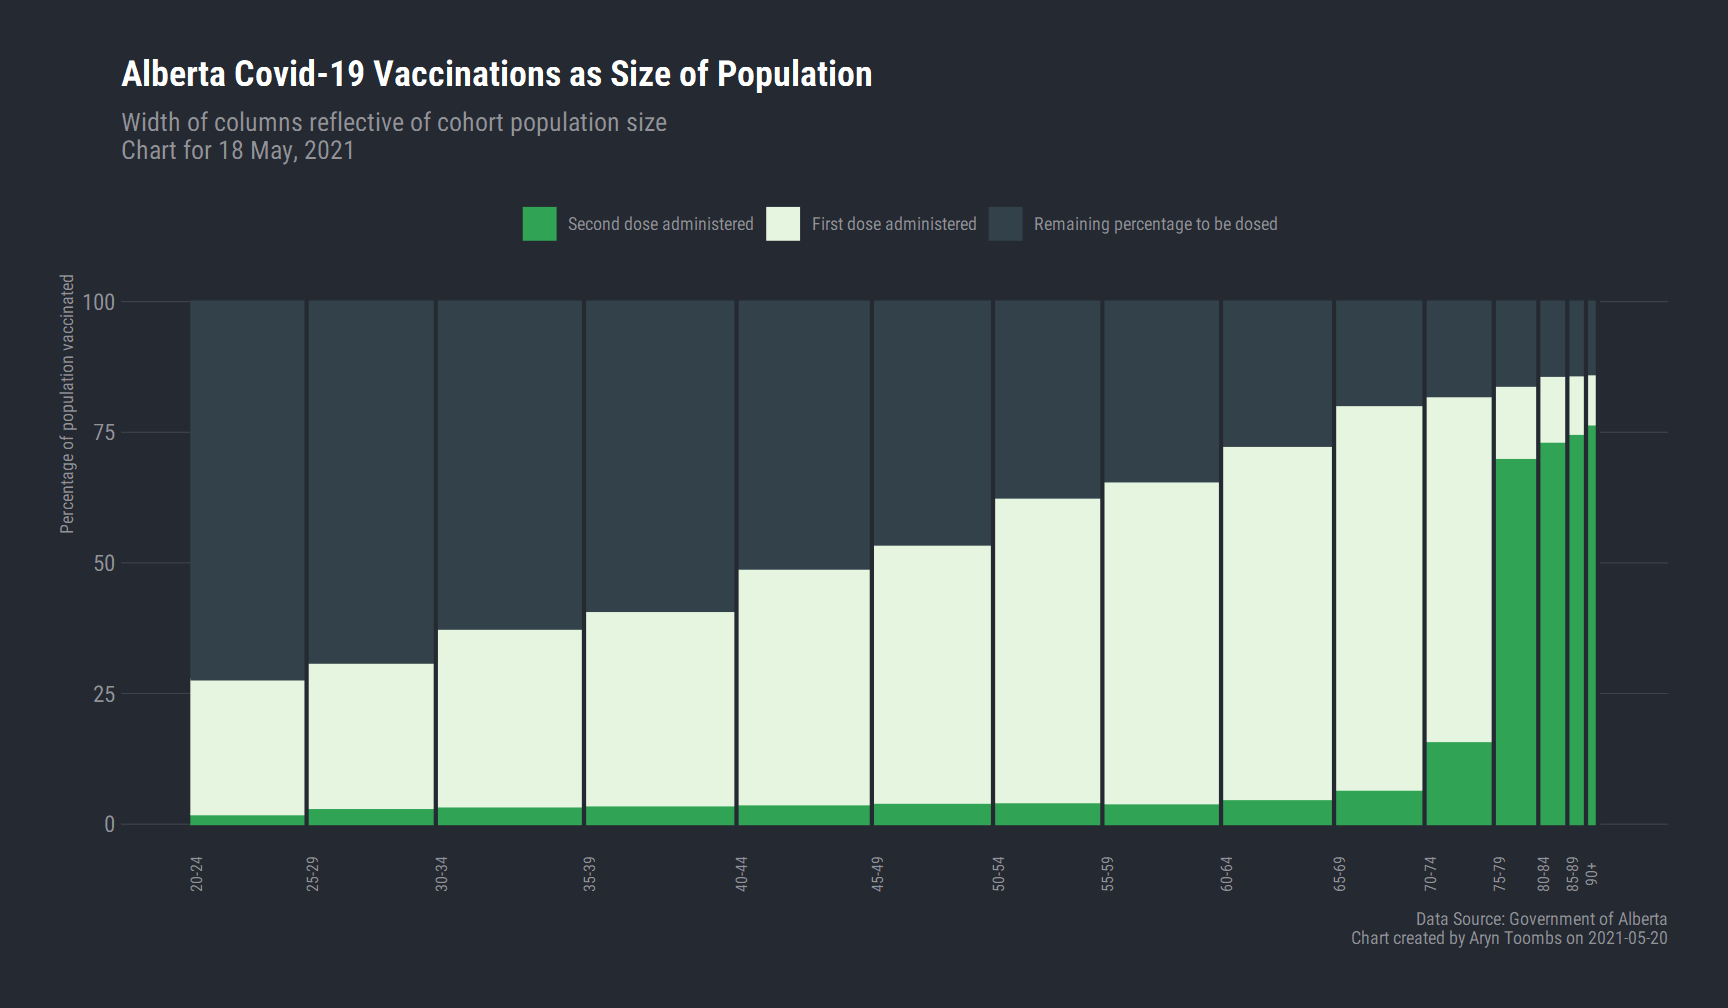 Alberta Covid-19 Vaccinations as Size of Population
Width of columns reflective of cohort population size
Chart for 18 May, 2021
Second dose administered
First dose administered
Remaining percentage to be dosed
Percentage of population vaccinated
100
75
50
25
0
20-24
25-29
30-34
35-39
40-44
45-49
50-54
55-59
60-64
65-69
70-74
75-79
80-84
85-89
90+
Data Source: Government of Alberta
Chart created by Aryn Toombs on 2021-05-20